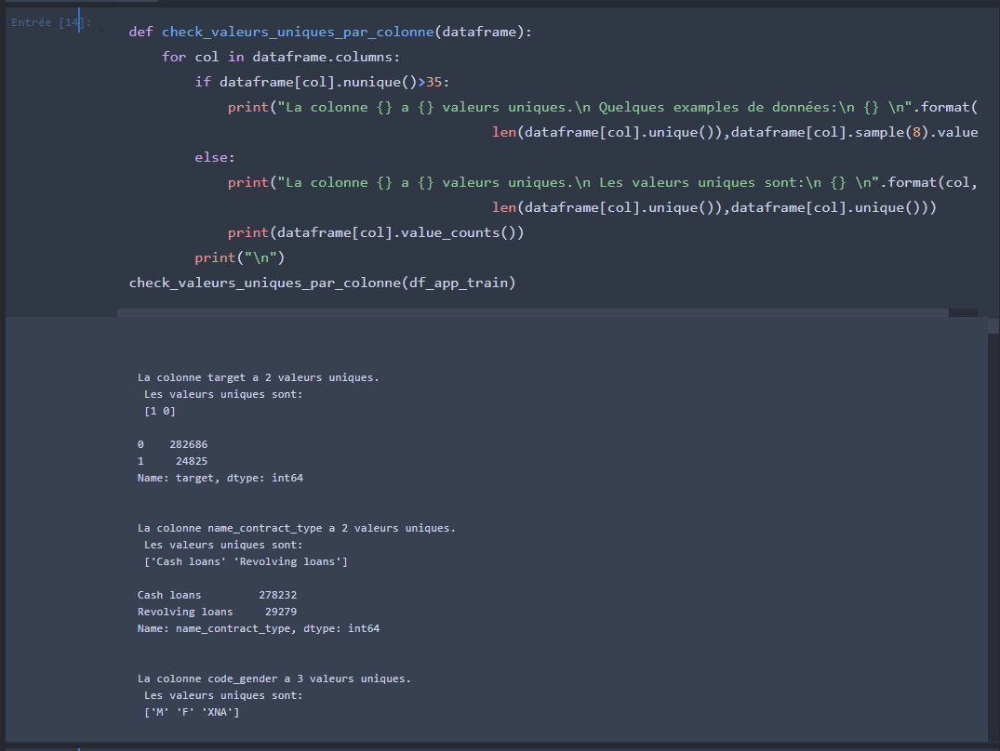 Entrée [14]:
def check_valeurs_uniques_par_colonne(dataframe):
    for col in dataframe.columns:
        if dataframe[col].nunique()>35:
            print("La colonne {} a {} valeurs uniques.\n Quelques examples de données:\n {} \n".format(
                                            len(dataframe[col].unique()),dataframe[col].sample(8).value
        else:
            print("La colonne {} a {} valeurs uniques.\n Les valeurs uniques sont:\n {} \n".format(col,
                                            len(dataframe[col].unique()),dataframe[col].unique()))
            print(dataframe[col].value_counts())
        print("\n")
check_valeurs_uniques_par_colonne(df_app_train)
La colonne target a 2 valeurs uniques.
 Les valeurs uniques sont:
 [1 0]
0    282686
1     24825
Name: target, dtype: int64
La colonne name_contract_type a 2 valeurs uniques.
 Les valeurs uniques sont:
 ['Cash loans' 'Revolving loans']
Cash loans         278232
Revolving loans     29279
Name: name_contract_type, dtype: int64
La colonne code_gender a 3 valeurs uniques.
 Les valeurs uniques sont:
 ['M' 'F' 'XNA']